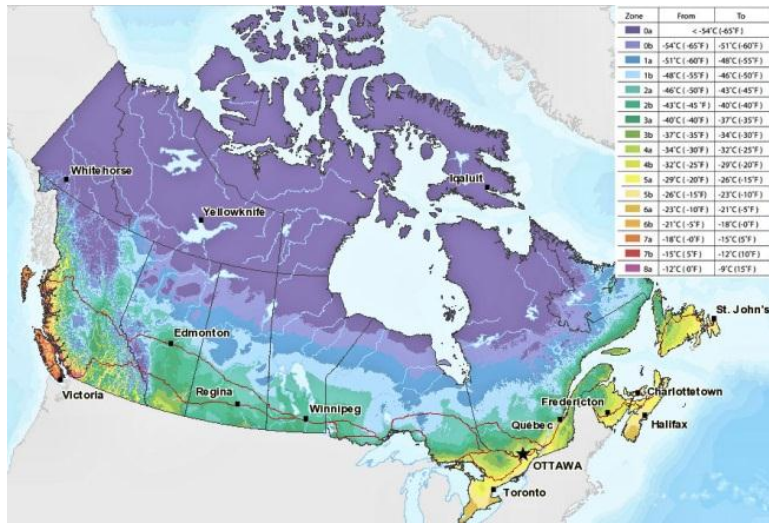 Zone From To
0a < -54˚C (-65˚F)
0b -54˚C ( -65˚F) -51˚C (-60˚F)
1a -51˚C ( -60˚F) -48˚C (-55˚F)
1b -48˚C ( -55˚F) -46˚C (-50˚F)
2a -46˚C ( -50˚F) -43˚C (-45˚F)
2b -43˚C ( -45 ˚F) -40˚C (-40˚F)
3a -40˚C ( -40˚F) -37˚C (-35˚F)
3b -37˚C ( -35˚F) -34˚C (-30˚F)
4a -34˚C ( -30˚F) -32˚C (-25˚F)
4b -32˚C ( -25˚F) -29˚C (-20˚F)
5a -29˚C ( -20˚F) -26˚C (-15˚F)
5b -26˚C ( -15˚F) -23˚C (-10˚F)
6a -23˚C ( -10˚F) -21˚C (-5˚F)
6b -21˚C ( -5˚F) -18˚C (-0˚F)
7a -18˚C ( -0˚F) -15˚C (5˚F)
7b -15˚C ( 5˚F) -12˚C (10˚F)
8a -12˚C ( 0˚F) -9˚C (15˚F)
Whitehorse
Iqaluit
Yellowknife
St. John's
Edmonton
Victoria
Regina
Winnipeg
Charlottetown
Fredericton
Québec
Halifax
OTTAWA
Toronto